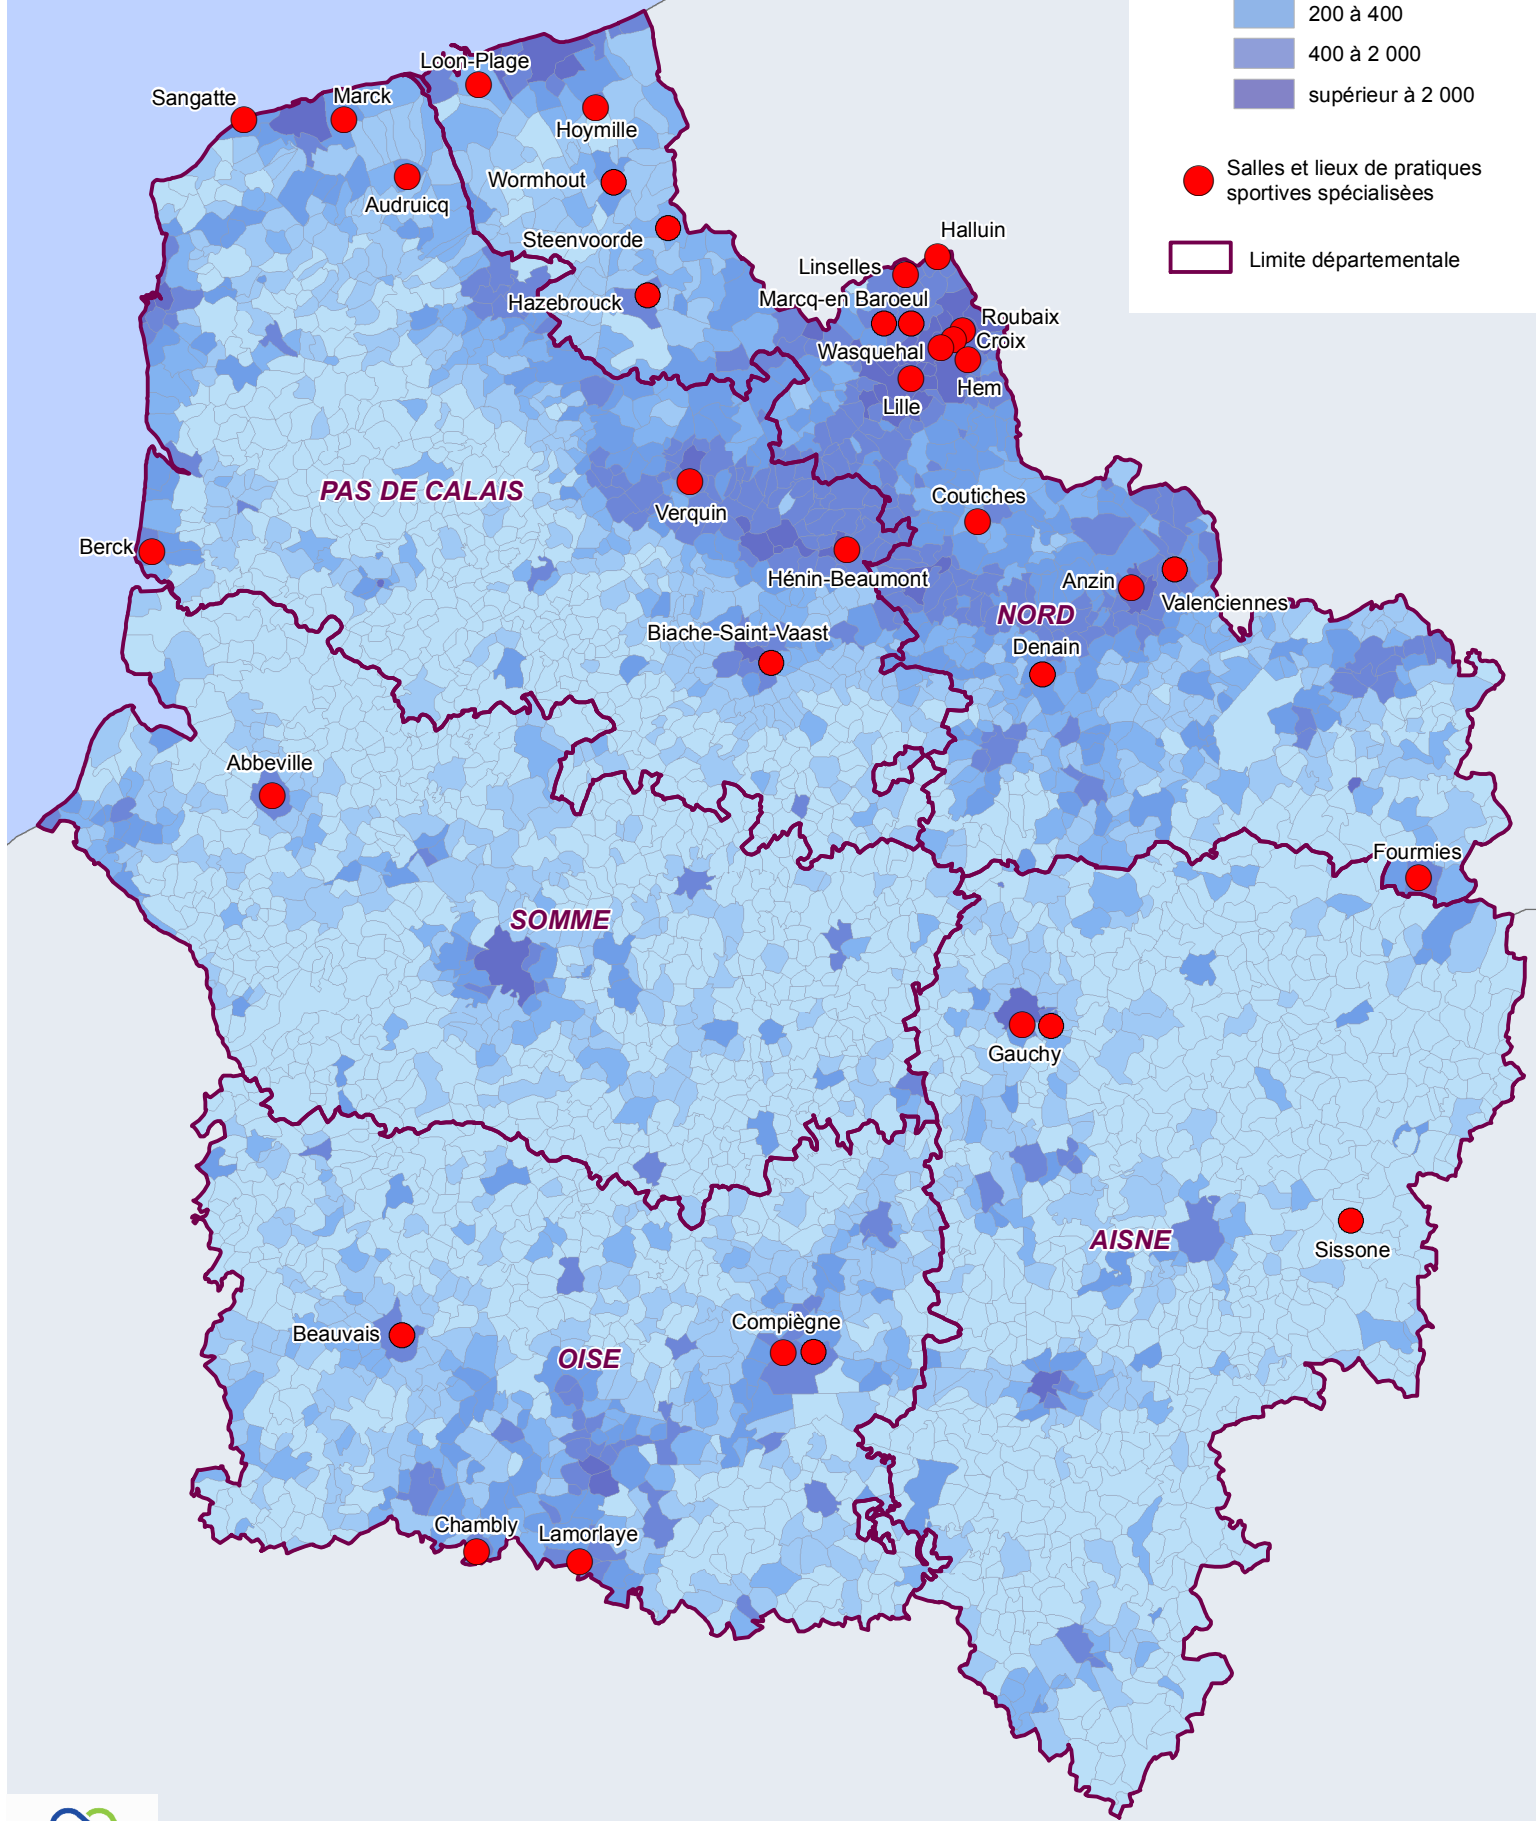 200 à 400
400 à 2 000
supérieur à 2 000
Salles et lieux de pratiques
sportives spécialisèes
Limite départementale
Loon-Plage
Sangatte
Marck
Hoymille
Wormhout
Audruicq
Steenvoorde
Halluin
Linselles
Hazebrouck
Marcq-en Baroeul
Roubaix
Croix
Wasquehal
Hem
Lille
PAS DE CALAIS
Verquin
Coutiches
Berck
Hénin-Beaumont
Anzin
Valenciennes
NORD
Biache-Saint-Vaast
Denain
Abbeville
Fourmies
SOMME
Gauchy
AISNE
Sissone
Compiègne
Beauvais
OISE
Chambly
Lamorlaye